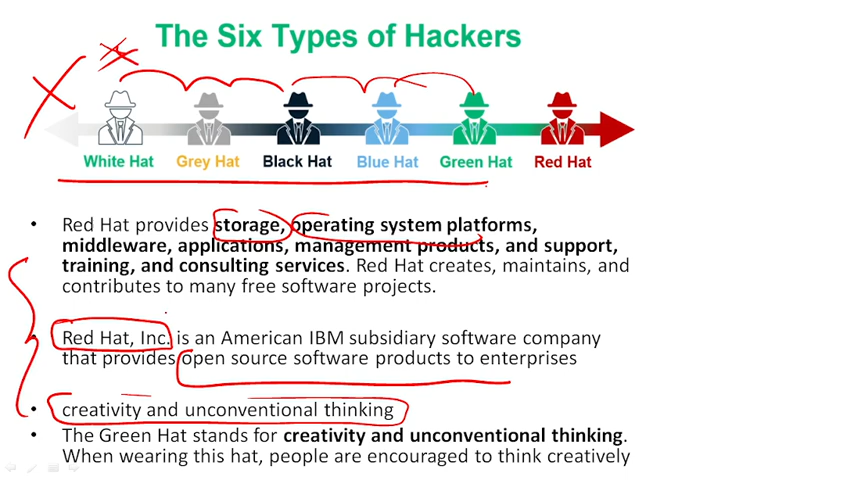 The Six Types of Hackers
White Hat Grey Hat Black Hat Blue Hat Green Hat Red Hat
• Red Hat provides storage, operating system platforms,
middleware, applications, management products, and support,
training, and consulting services. Red Hat creates, maintains, and
contributes to many free software projects.
• Red Hat, Inc. is an American IBM subsidiary software company
that provides open source software products to enterprises
• creativity and unconventional thinking
• The Green Hat stands for creativity and unconventional thinking.
When wearing this hat, people are encouraged to think creatively